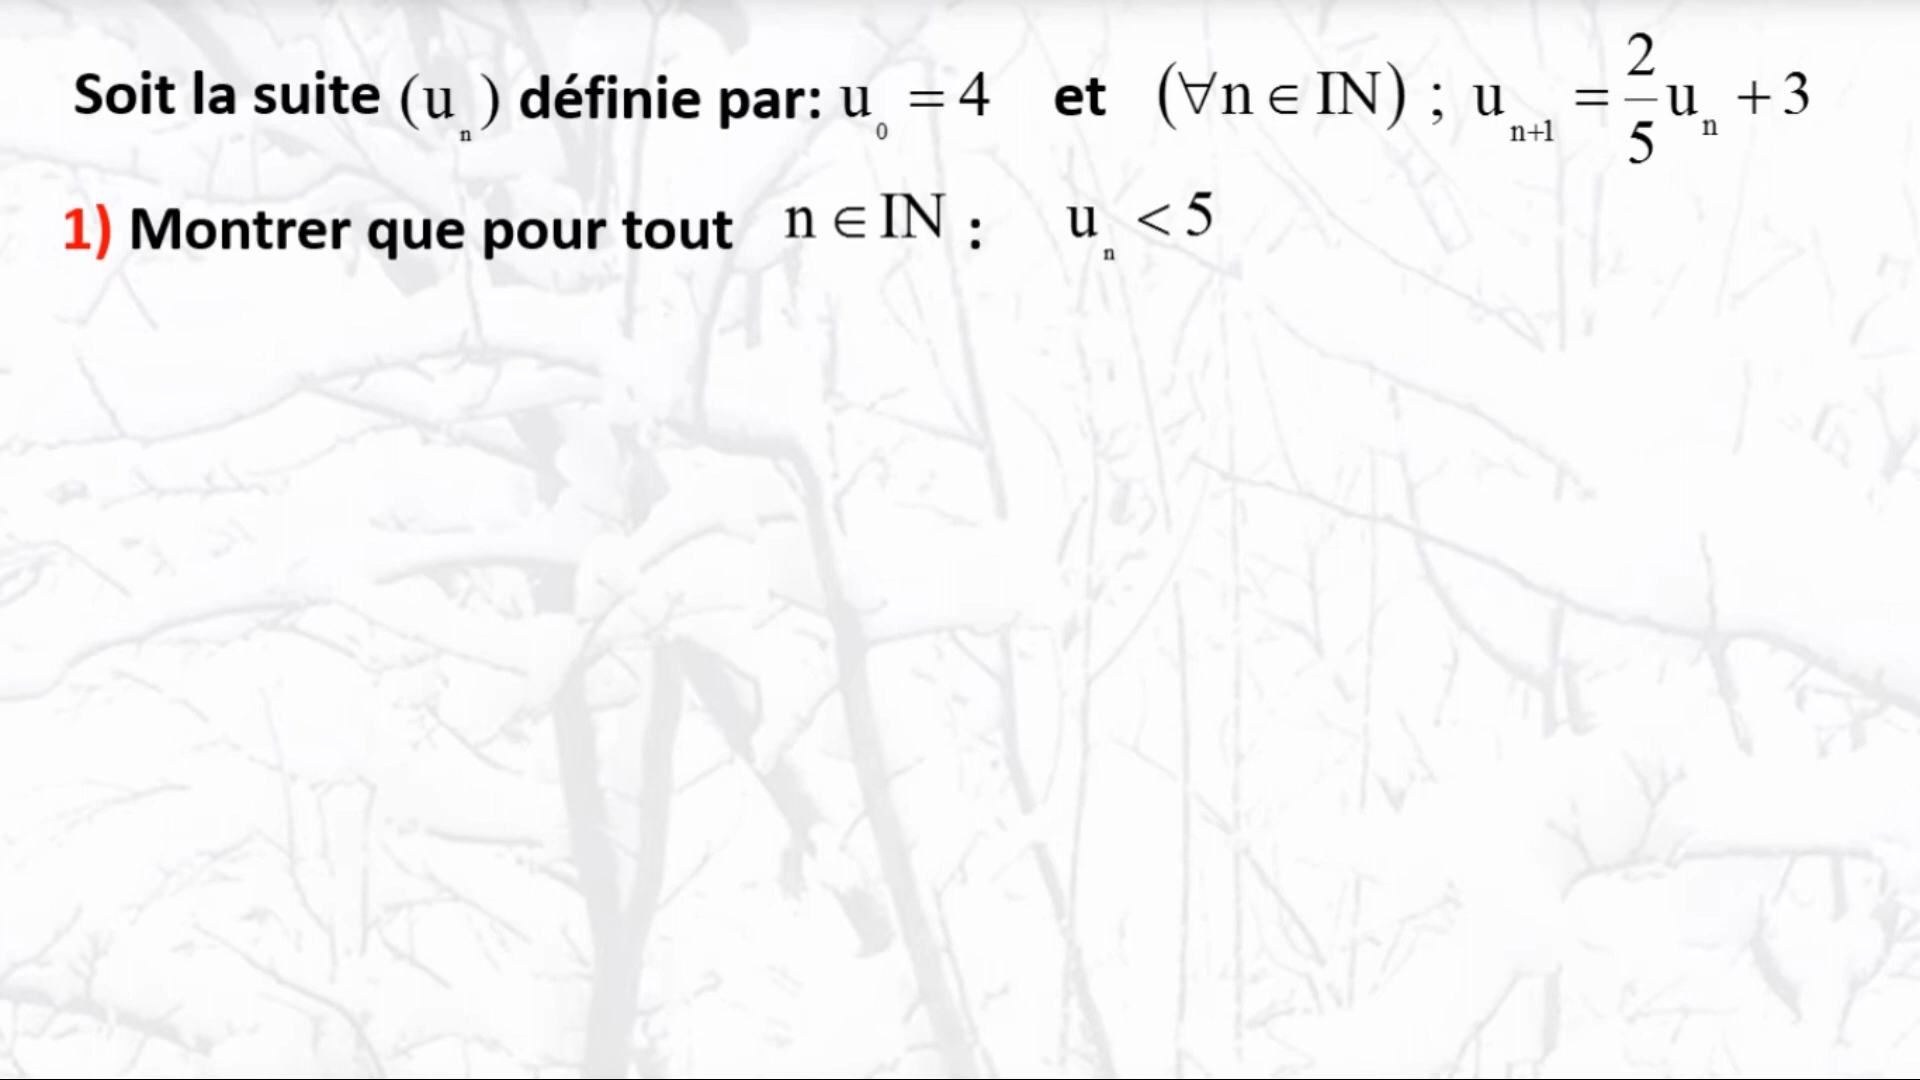 Soit la suite (uₙ) définie par: u₀ = 4 et (∀n ∈ IN) ; uₙ₊₁ = 2/5 uₙ + 3
1) Montrer que pour tout n ∈ IN : uₙ < 5